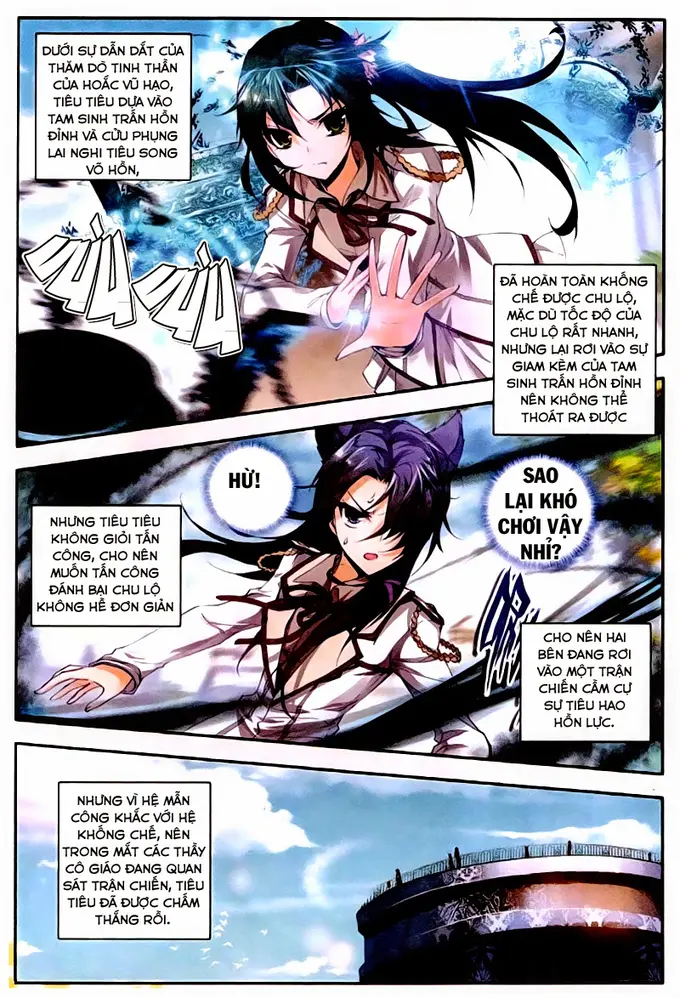 DƯỚI SỰ DẪN DẮT CỦA
THĂM DÒ TINH THẦN
CỦA HOẮC VŨ HẠO,
TIÊU TIÊU DỰA VÀO
TAM SINH TRẤN HỒN
ĐỈNH VÀ CỬU PHỤNG
LAI NGHI TIÊU SONG
VÕ HỒN,
VÙ VÙ
ĐÃ HOÀN TOÀN KHỐNG
CHẾ ĐƯỢC CHU LỘ,
MẶC DÙ TỐC ĐỘ CỦA
CHU LỘ RẤT NHANH,
NHƯNG LẠI RƠI VÀO SỰ
GIAM KÈM CỦA TAM
SINH TRẤN HỒN ĐỈNH
NÊN KHÔNG THỂ
THOÁT RA ĐƯỢC
HỪ!
SAO
LẠI KHÓ
CHƠI VẬY
NHỈ?
NHƯNG TIÊU TIÊU
KHÔNG GIỎI TẤN
CÔNG, CHO NÊN
MUỐN TẤN CÔNG
ĐÁNH BẠI CHU LỘ
KHÔNG HỀ ĐƠN GIẢN
CHO NÊN HAI
BÊN ĐANG RƠI
VÀO MỘT TRẬN
CHIẾN CẦM CỰ
SỰ TIÊU HAO
HỒN LỰC.
NHƯNG VÌ HỆ MẪN
CÔNG KHẮC VỚI HỆ
KHỐNG CHẾ, NÊN
TRONG MẮT CÁC THẦY
CÔ GIÁO ĐANG QUAN
SÁT TRẬN CHIẾN, TIÊU
TIÊU ĐÃ ĐƯỢC CHẤM
THẮNG RỒI.